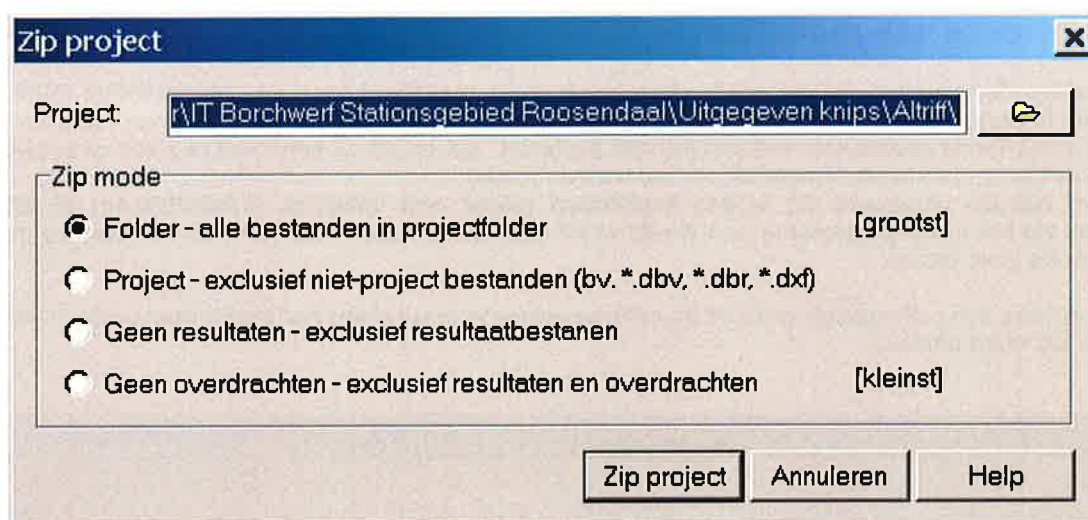 Zip project
Project: r\IT Borchwerf Stationsgebied Roosendaal\Uitgegeven knips\Altriff\
Zip mode
Folder - alle bestanden in projectfolder [grootst]
Project - exclusief niet-project bestanden (bv. *.dbv, *.dbr, *.dxf)
Geen resultaten - exclusief resultaatbestanen
Geen overdrachten - exclusief resultaten en overdrachten [kleinst]
Zip project Annuleren Help